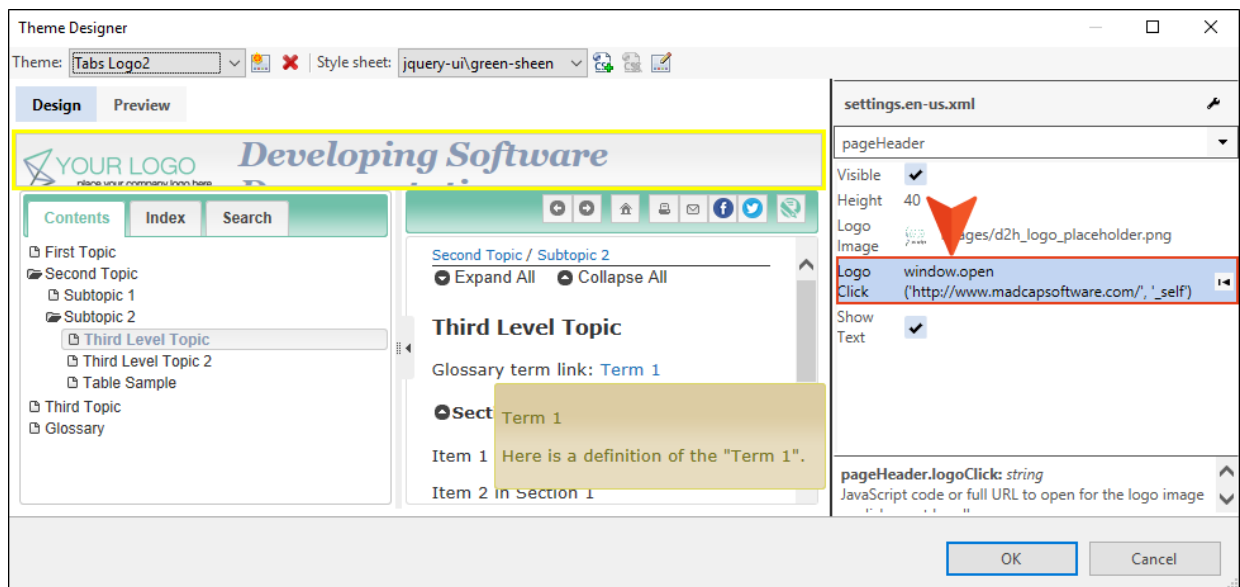 Theme Designer
Theme: Tabs Logo2 Style sheet: jquery-ui\green-sheen
Design Preview
YOUR LOGO
place your company logo here
Developing Software
Contents Index Search
First Topic
Second Topic
Subtopic 1
Subtopic 2
Third Level Topic
Third Level Topic 2
Table Sample
Third Topic
Glossary
Second Topic / Subtopic 2
Expand All Collapse All
Third Level Topic
Glossary term link: Term 1
Sect
Term 1
Item 1 Here is a definition of the "Term 1".
Item 2 in Section 1
settings.en-us.xml
pageHeader
Visible
Height 40
Logo
Image
ages/d2h_logo_placeholder.png
Logo window.open
Click ('http://www.madcapsoftware.com/', '_self')
Show
Text
pageHeader.logoClick: string
JavaScript code or full URL to open for the logo image
OK Cancel